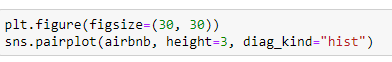 plt.figure(figsize=(30, 30))
sns.pairplot(airbnb, height=3, diag_kind="hist")